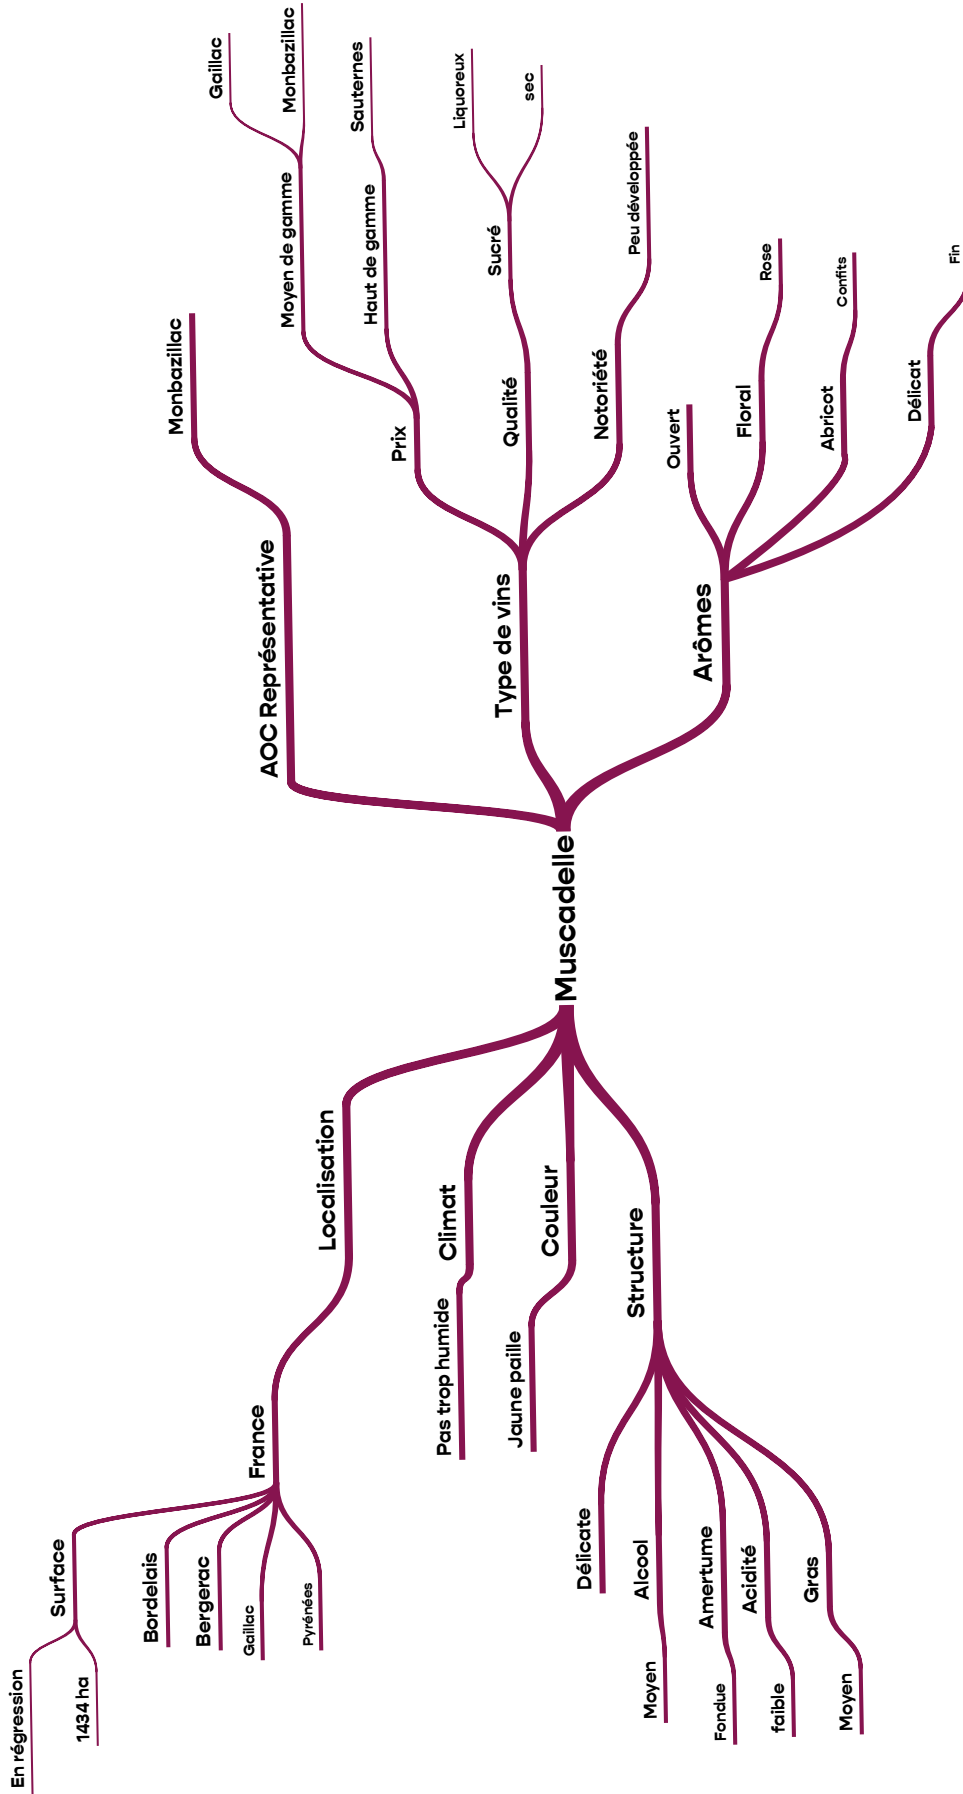 Muscadelle
AOC Représentative
Monbazillac
Type de vins
Prix
Moyen de gamme
Gaillac
Monbazillac
Haut de gamme
Sauternes
Qualité
Sucré
Liquoreux
sec
Notoriété
Peu développée
Arômes
Ouvert
Floral
Rose
Abricot
Confits
Délicat
Fin
Localisation
France
Surface
En régression
1434 ha
Bordelais
Bergerac
Gaillac
Pyrénées
Climat
Pas trop humide
Couleur
Jaune paille
Structure
Délicate
Alcool
Moyen
Amertume
Fondue
Acidité
faible
Gras
Moyen